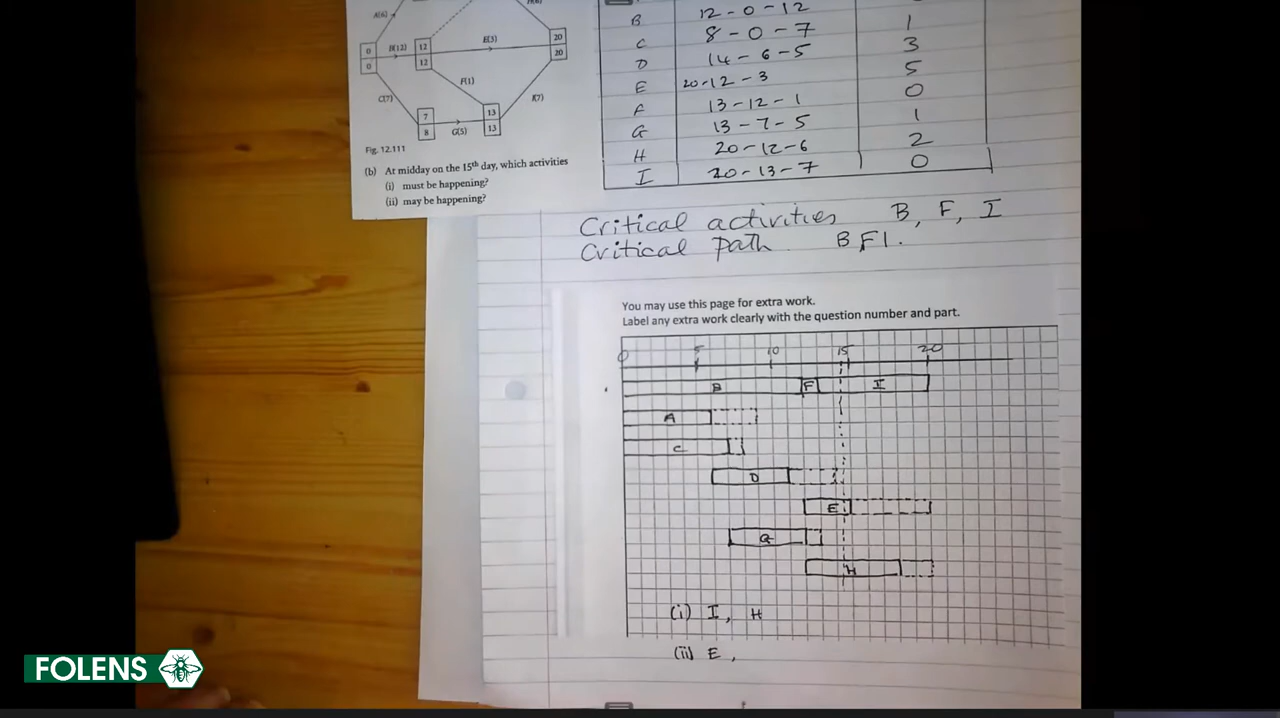 A(6)
H(6)
0
0
B(12)
12
12
E(3)
20
20
F(1)
C(7)
I(7)
7
8
G(5)
13
13
Fig. 12.111
(b) At midday on the 15th day, which activities
(i) must be happening?
(ii) may be happening?
B 12-0-12
C 8-0-7 1
D 14-6-5 3
E 20-12-3 5
F 13-12-1 0
G 13-7-5 1
H 20-12-6 2
I 20-13-7 0
Critical activities B, F, I
Critical path BFI.
You may use this page for extra work.
Label any extra work clearly with the question number and part.
0 5 10 15 20
B F I
A
C
D
E
G
H
(i) I, H
(ii) E,
FOLENS